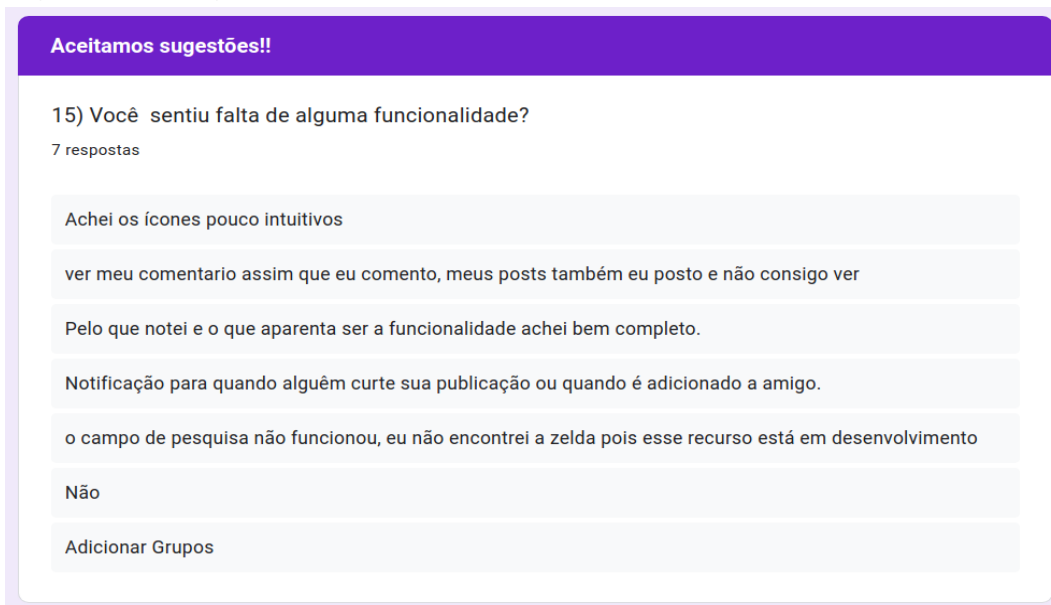 Aceitamos sugestões!!
15) Você  sentiu falta de alguma funcionalidade?
7 respostas
Achei os ícones pouco intuitivos
ver meu comentario assim que eu comento, meus posts também eu posto e não consigo ver
Pelo que notei e o que aparenta ser a funcionalidade achei bem completo.
Notificação para quando alguêm curte sua publicação ou quando é adicionado a amigo.
o campo de pesquisa não funcionou, eu não encontrei a zelda pois esse recurso está em desenvolvimento
Não
Adicionar Grupos